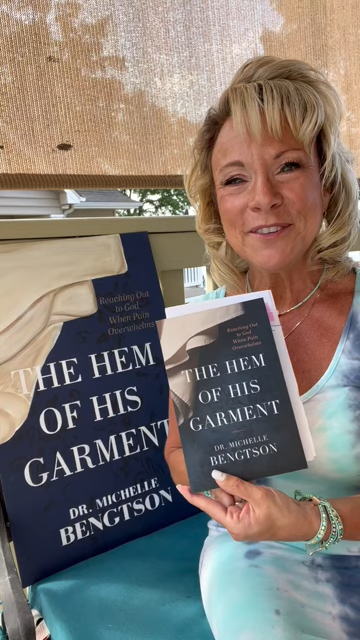 Reaching Out
to God
When Pain
Overwhelms
THE HEM
OF HIS
GARMENT
DR. MICHELLE
BENGTSON
Reaching Out
to God
When Pain
Overwhelms
THE HEM
OF HIS
GARMENT
DR. MICHELLE
BENGTSON